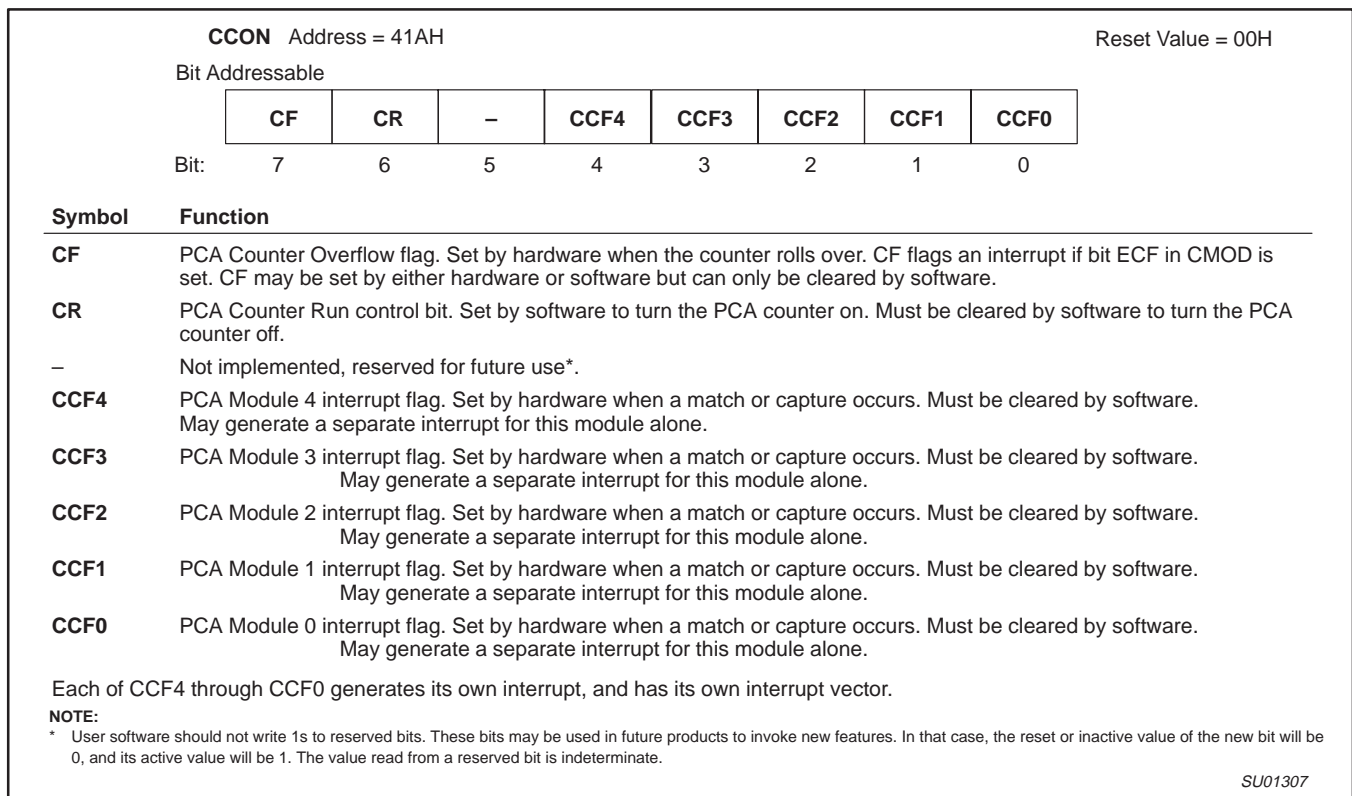 CCON Address = 41AH Reset Value = 00H
Bit Addressable
CF CR – CCF4 CCF3 CCF2 CCF1 CCF0
Bit: 7 6 5 4 3 2 1 0
Symbol Function
CF PCA Counter Overflow flag. Set by hardware when the counter rolls over. CF flags an interrupt if bit ECF in CMOD is
set. CF may be set by either hardware or software but can only be cleared by software.
CR PCA Counter Run control bit. Set by software to turn the PCA counter on. Must be cleared by software to turn the PCA
counter off.
– Not implemented, reserved for future use*.
CCF4 PCA Module 4 interrupt flag. Set by hardware when a match or capture occurs. Must be cleared by software.
May generate a separate interrupt for this module alone.
CCF3 PCA Module 3 interrupt flag. Set by hardware when a match or capture occurs. Must be cleared by software.
May generate a separate interrupt for this module alone.
CCF2 PCA Module 2 interrupt flag. Set by hardware when a match or capture occurs. Must be cleared by software.
May generate a separate interrupt for this module alone.
CCF1 PCA Module 1 interrupt flag. Set by hardware when a match or capture occurs. Must be cleared by software.
May generate a separate interrupt for this module alone.
CCF0 PCA Module 0 interrupt flag. Set by hardware when a match or capture occurs. Must be cleared by software.
May generate a separate interrupt for this module alone.
Each of CCF4 through CCF0 generates its own interrupt, and has its own interrupt vector.
NOTE:
* User software should not write 1s to reserved bits. These bits may be used in future products to invoke new features. In that case, the reset or inactive value of the new bit will be
0, and its active value will be 1. The value read from a reserved bit is indeterminate.
SU01307